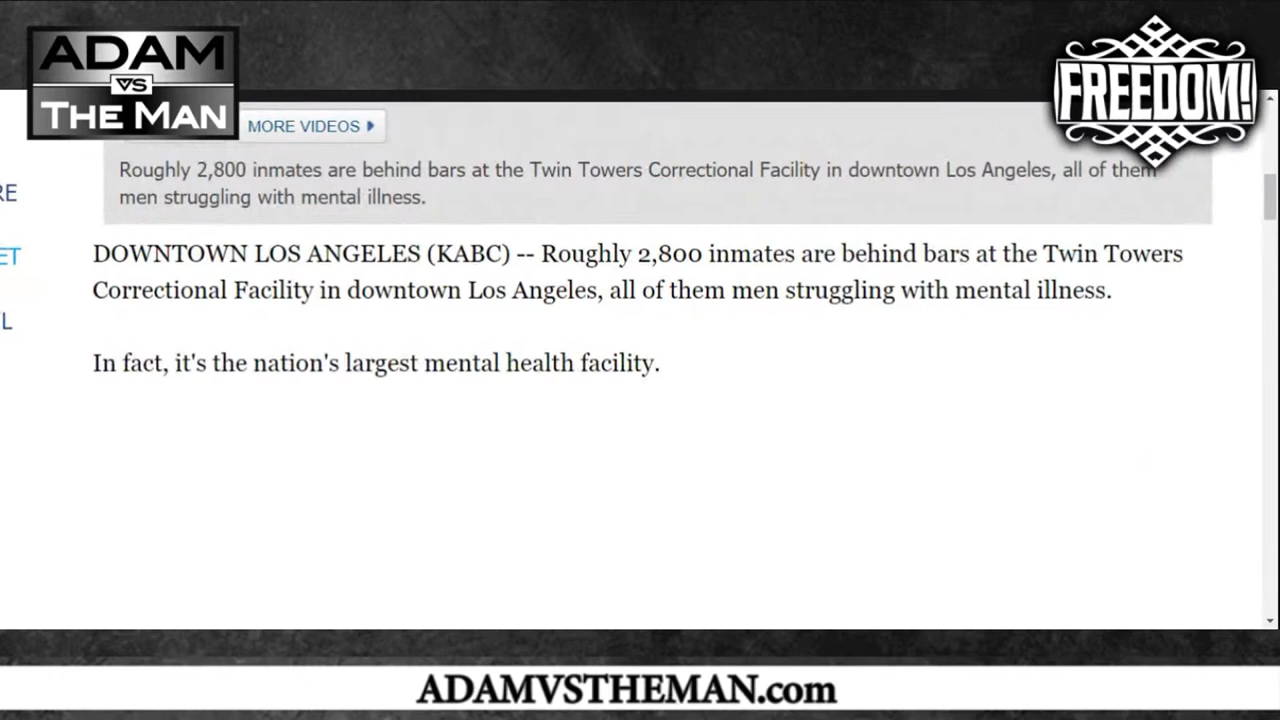 ADAM
VS
THE MAN
FREEDOM!
MORE VIDEOS
Roughly 2,800 inmates are behind bars at the Twin Towers Correctional Facility in downtown Los Angeles, all of them
men struggling with mental illness.
RE
ET
L
DOWNTOWN LOS ANGELES (KABC) -- Roughly 2,800 inmates are behind bars at the Twin Towers
Correctional Facility in downtown Los Angeles, all of them men struggling with mental illness.
In fact, it's the nation's largest mental health facility.
ADAMVSTHEMAN.com